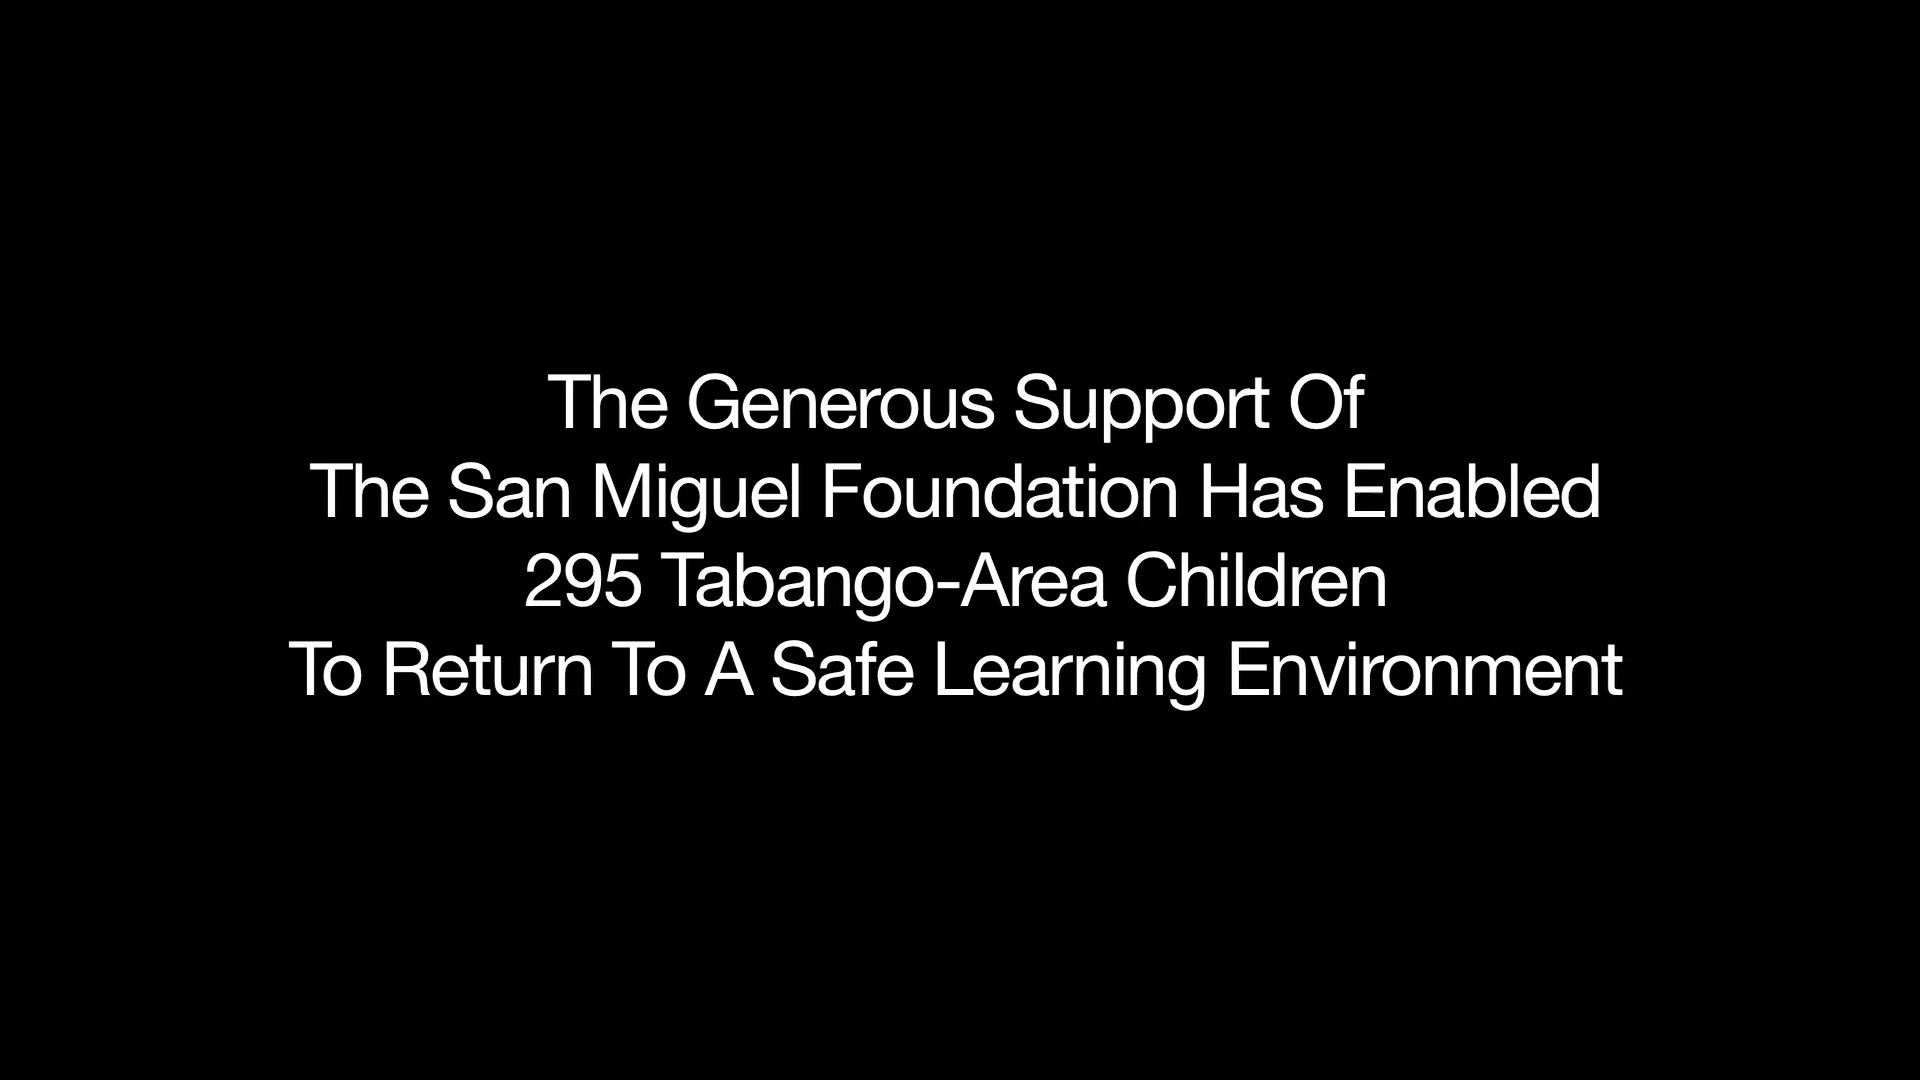 The Generous Support Of
The San Miguel Foundation Has Enabled
295 Tabango-Area Children
To Return To A Safe Learning Environment